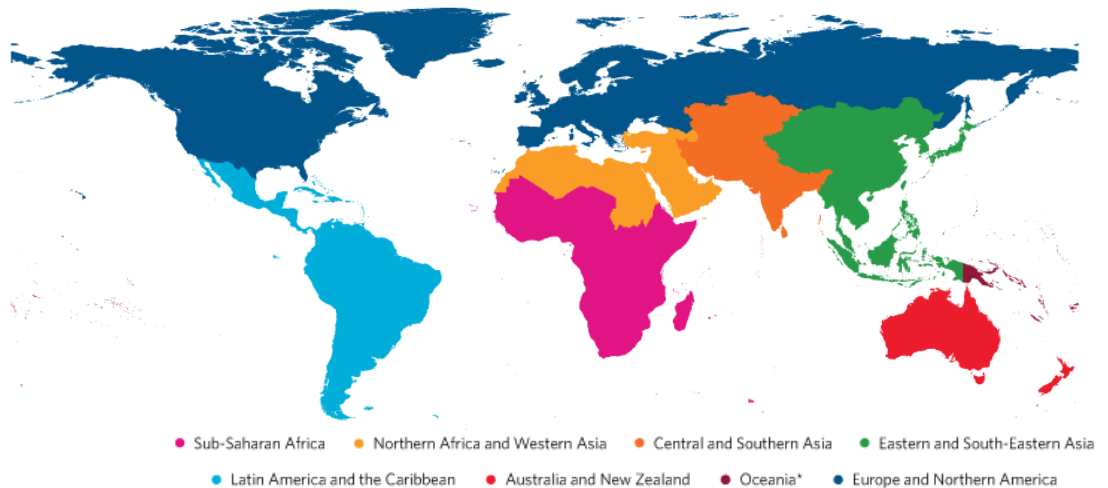 Sub-Saharan Africa Northern Africa and Western Asia Central and Southern Asia Eastern and South-Eastern Asia
Latin America and the Caribbean Australia and New Zealand Oceania* Europe and Northern America